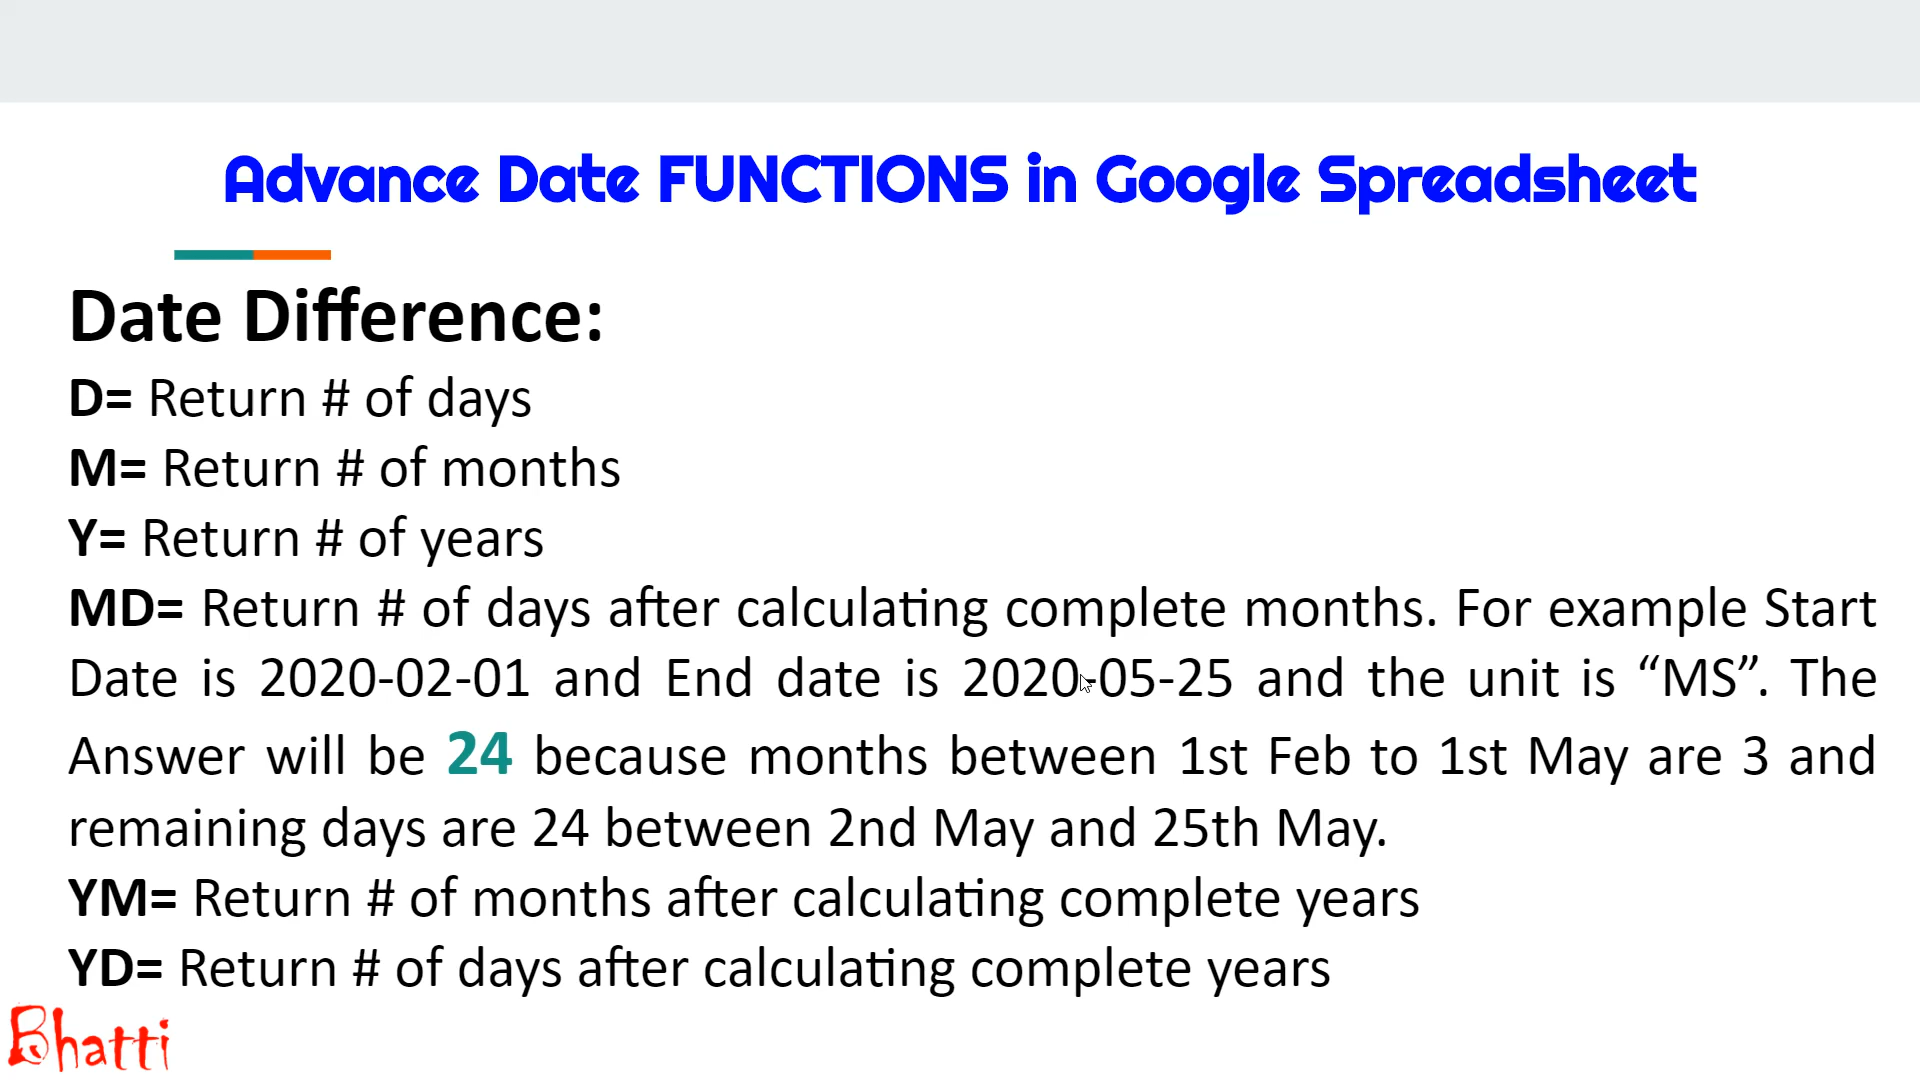 Advance Date FUNCTIONS in Google Spreadsheet
Date Difference:
D= Return # of days
M= Return # of months
Y= Return # of years
MD= Return # of days after calculating complete months. For example Start
Date is 2020-02-01 and End date is 2020-05-25 and the unit is “MS”. The
Answer will be 24 because months between 1st Feb to 1st May are 3 and
remaining days are 24 between 2nd May and 25th May.
YM= Return # of months after calculating complete years
YD= Return # of days after calculating complete years
Bhatti